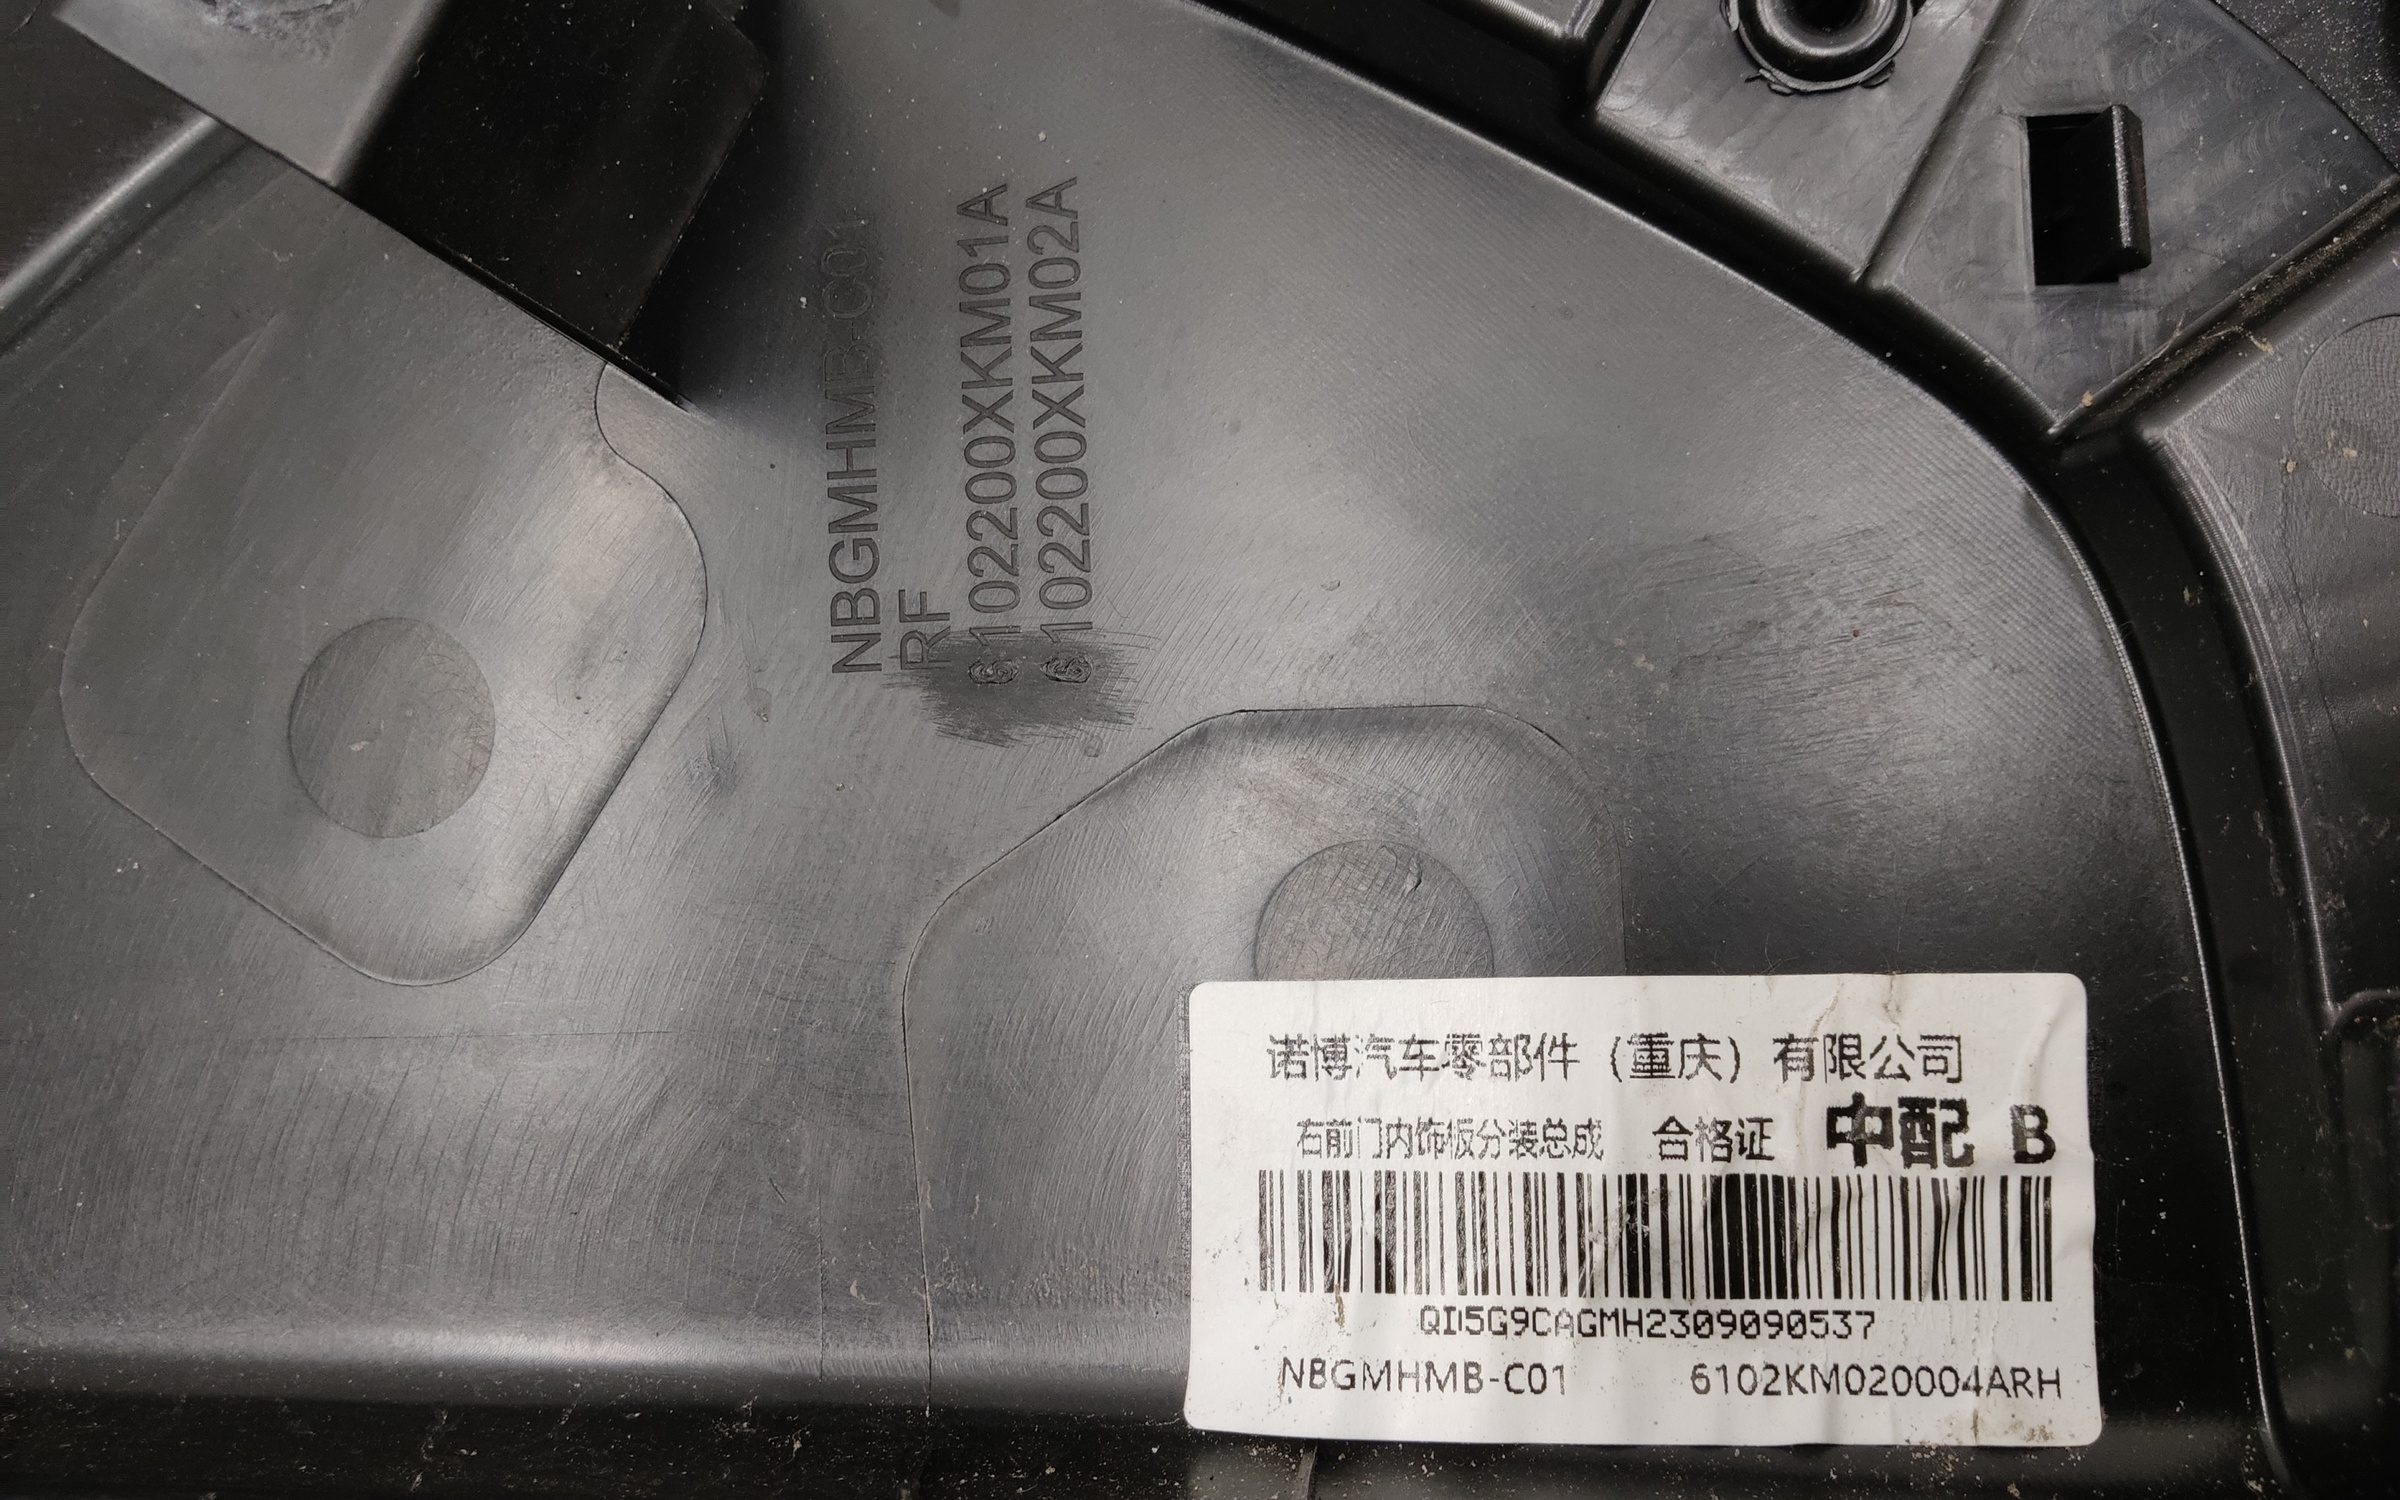 NBGMHMB-C01
RF
6102200XKM01A
6102200XKM02A
诺博汽车零部件（重庆）有限公司
右前门内饰板分装总成 合格证 中配 B
QD5G9CAGMH2309090537
NBGMHMB-C01 6102KM020004ARH